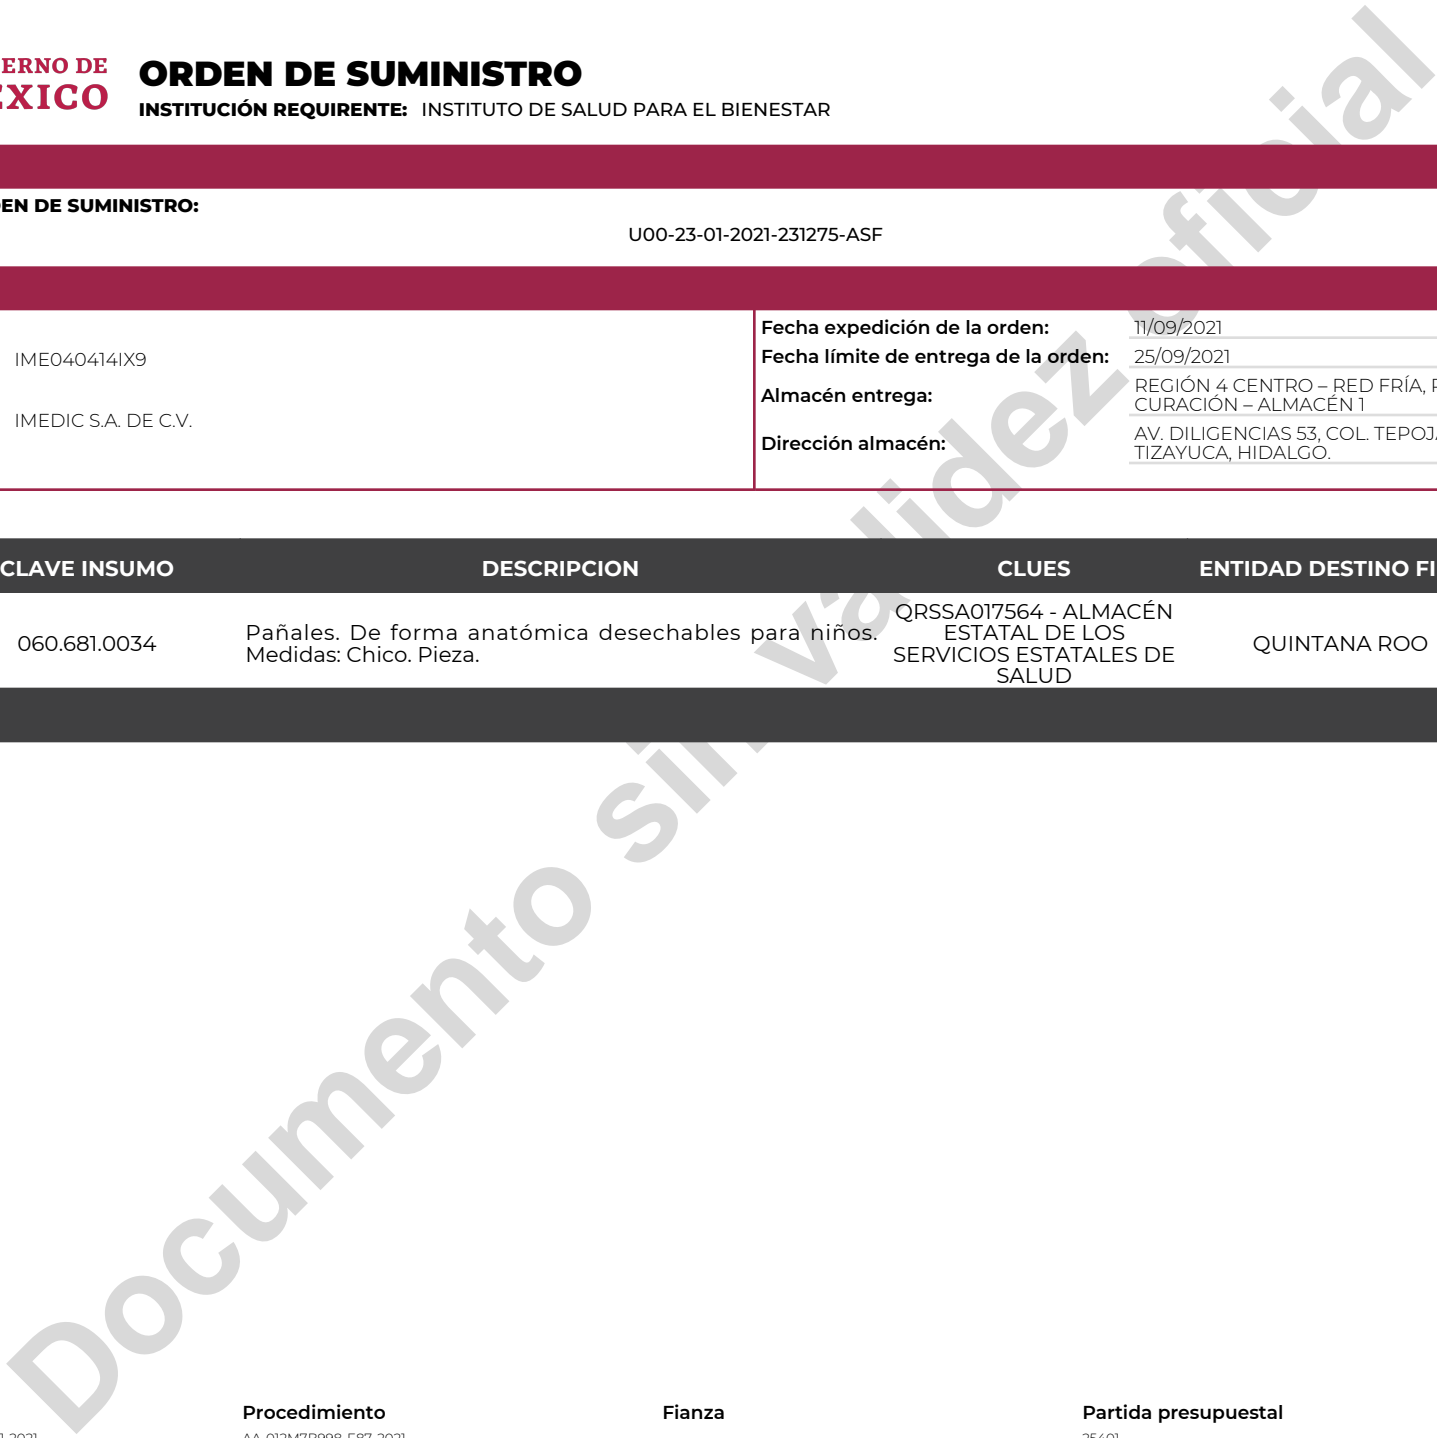 ERNO DE
ORDEN DE SUMINISTRO
INSTITUCIÓN REQUIRENTE: INSTITUTO DE SALUD PARA EL BIENESTAR
EN DE SUMINISTRO:
U00-23-01-2021-231275-ASF
IME040414IX9
IMEDIC S.A. DE C.V.
Fecha expedición de la orden: 11/09/2021
Fecha límite de entrega de la orden: 25/09/2021
Almacén entrega: REGIÓN 4 CENTRO – RED FRÍA,
CURACIÓN – ALMACÉN 1
Dirección almacén: AV. DILIGENCIAS 53, COL. TEPOJA
TIZAYUCA, HIDALGO.
CLAVE INSUMO DESCRIPCION CLUES ENTIDAD DESTINO FI
060.681.0034
Pañales. De forma anatómica desechables para niños.
Medidas: Chico. Pieza.
QRSSA017564 - ALMACÉN
ESTATAL DE LOS
SERVICIOS ESTATALES DE
SALUD
QUINTANA ROO
Documento sin validez oficial
Procedimiento Fianza Partida presupuestal